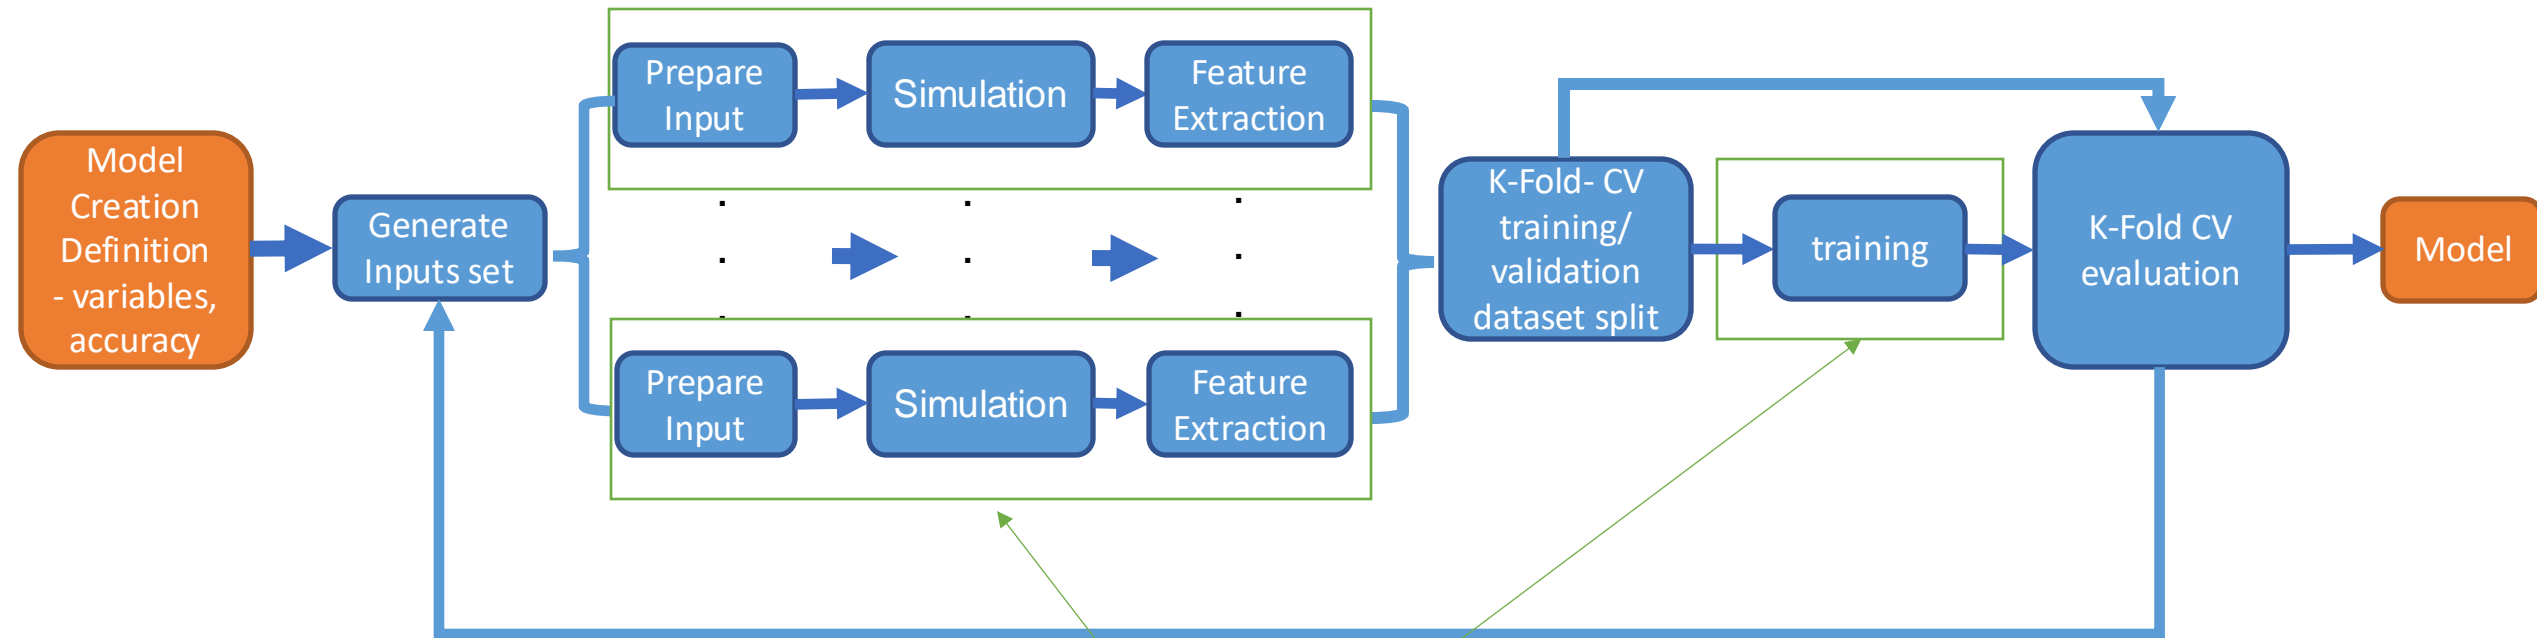 Model
Creation
Definition
- variables,
accuracy
Generate
Inputs set
Prepare
Input
Simulation
Feature
Extraction
Prepare
Input
Simulation
Feature
Extraction
K-Fold- CV
training/
validation
dataset split
training
K-Fold CV
evaluation
Model